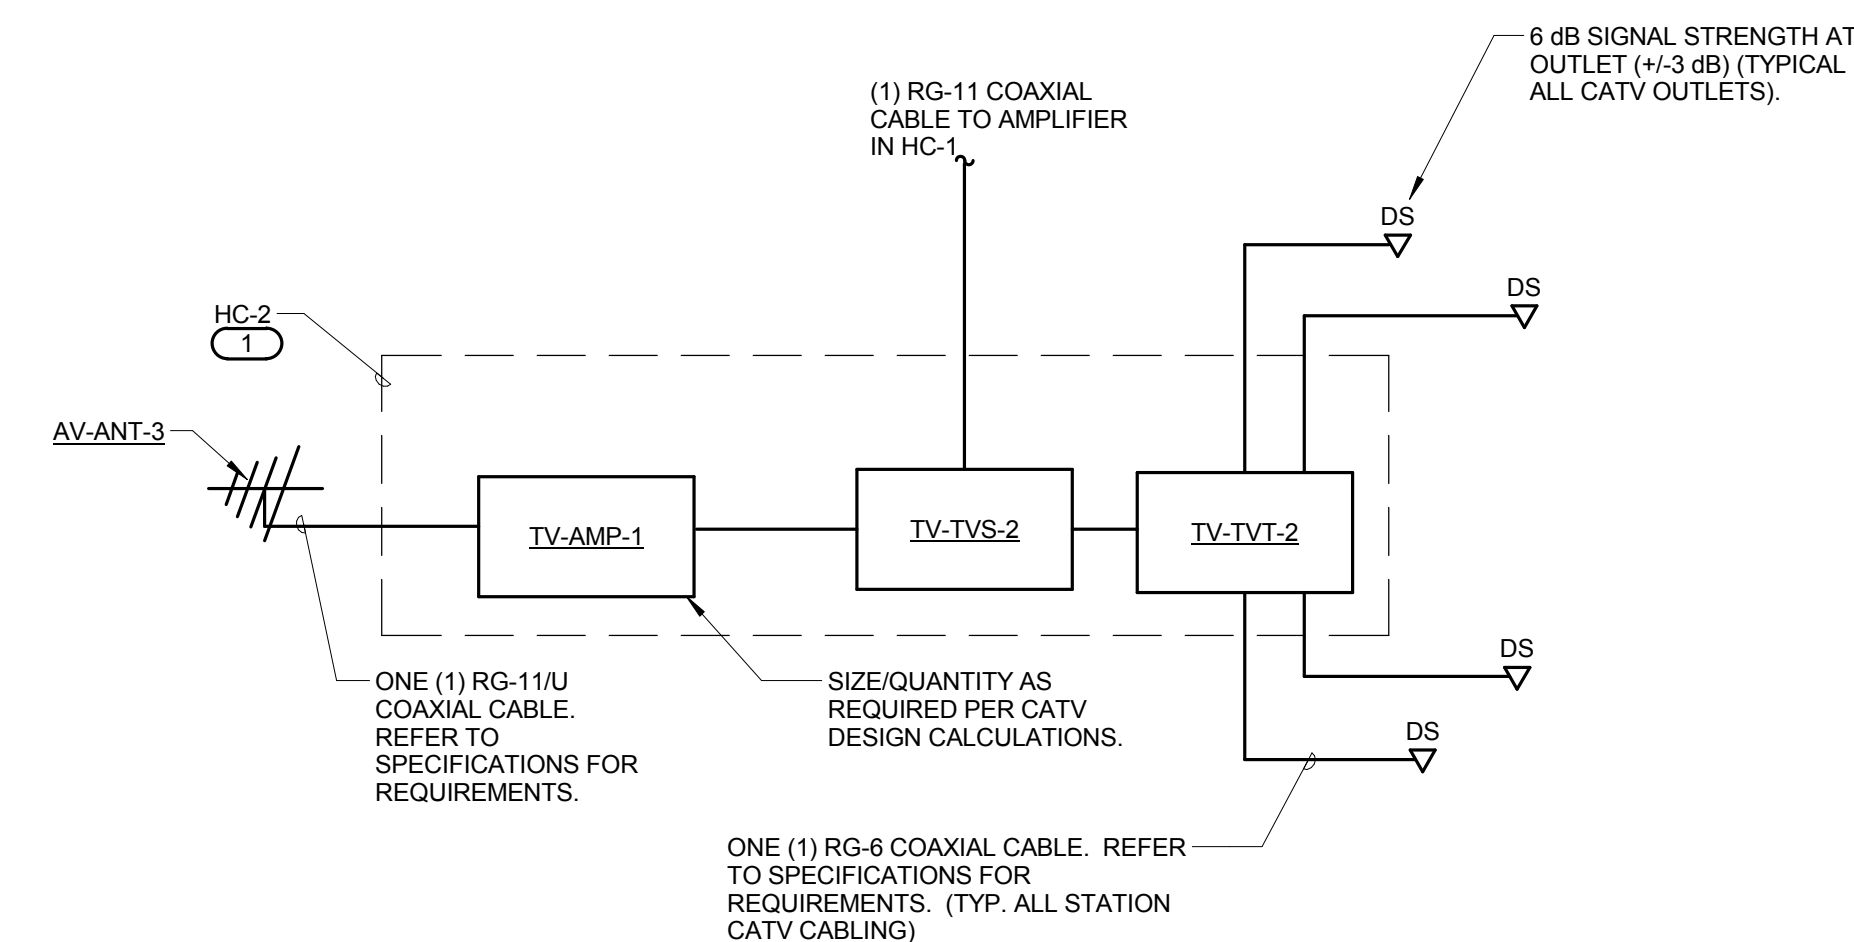 6 dB SIGNAL STRENGTH AT
OUTLET (+/-3 dB) (TYPICAL
ALL CATV OUTLETS).
(1) RG-11 COAXIAL
CABLE TO AMPLIFIER
IN HC-1
DS
DS
HC-2
1
AV-ANT-3
TV-AMP-1
TV-TVS-2
TV-TVT-2
DS
DS
ONE (1) RG-11/U
COAXIAL CABLE.
REFER TO
SPECIFICATIONS FOR
REQUIREMENTS.
SIZE/QUANTITY AS
REQUIRED PER CATV
DESIGN CALCULATIONS.
ONE (1) RG-6 COAXIAL CABLE.  REFER
TO SPECIFICATIONS FOR
REQUIREMENTS.  (TYP. ALL STATION
CATV CABLING)